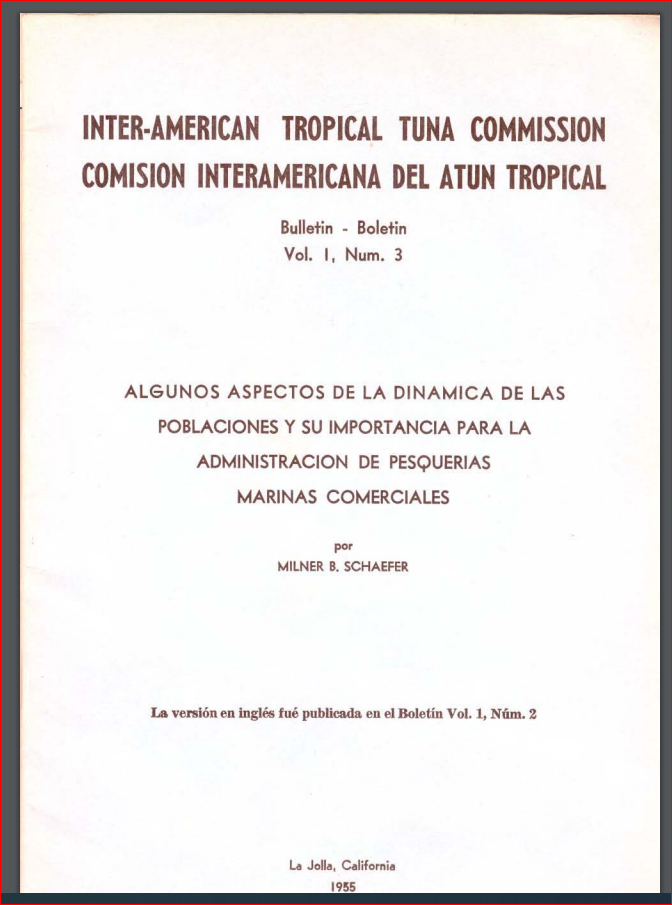 INTER-AMERICAN TROPICAL TUNA COMMISSION
COMISION INTERAMERICANA DEL ATUN TROPICAL
Bulletin - Boletin
Vol. I, Num. 3
ALGUNOS ASPECTOS DE LA DINAMICA DE LAS
POBLACIONES Y SU IMPORTANCIA PARA LA
ADMINISTRACION DE PESQUERIAS
MARINAS COMERCIALES
por
MILNER B. SCHAEFER
La versión en inglés fué publicada en el Boletín Vol. 1, Núm. 2
La Jolla, California
1955